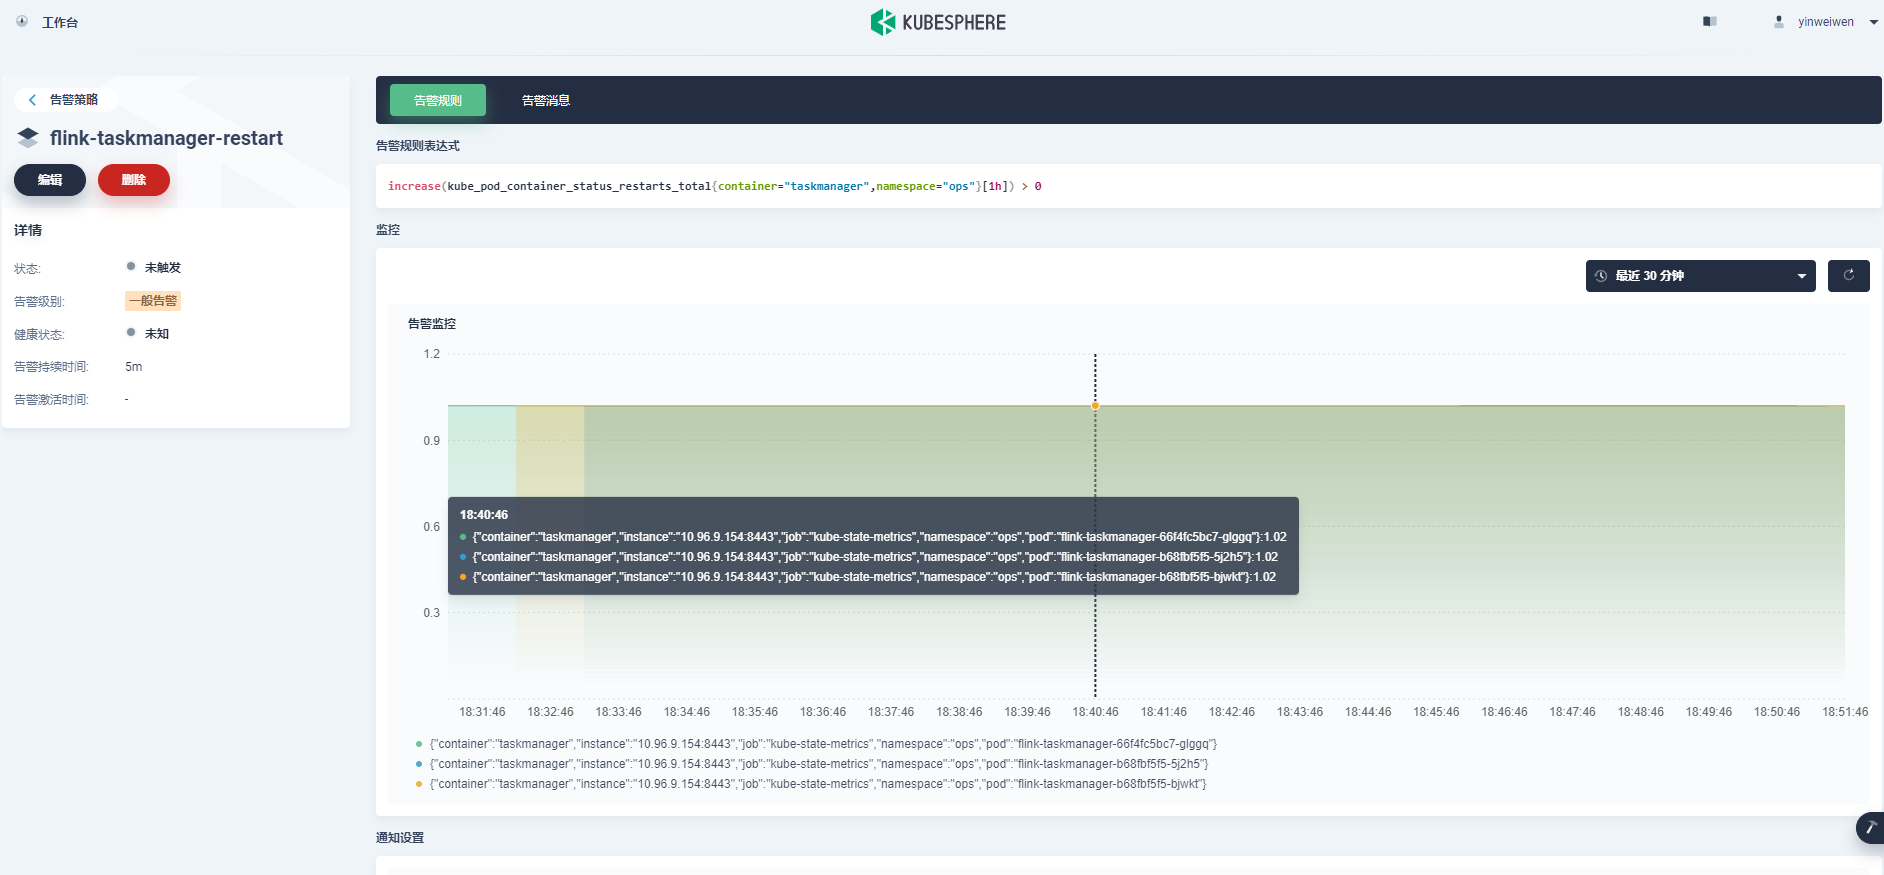 工作台
KUBESPHERE
yinweiwen
告警策略
flink-taskmanager-restart
编辑
删除
详情
状态:
未触发
告警级别:
一般告警
健康状态:
未知
告警持续时间:
5m
告警激活时间:
-
告警规则
告警消息
告警规则表达式
increase(kube_pod_container_status_restarts_total{container="taskmanager",namespace="ops"}[1h]) > 0
监控
最近 30 分钟
告警监控
1.2
0.9
0.6
0.3
18:40:46
{"container":"taskmanager","instance":"10.96.9.154:8443","job":"kube-state-metrics","namespace":"ops","pod":"flink-taskmanager-66f4fc5bc7-glggq"}:1.02
{"container":"taskmanager","instance":"10.96.9.154:8443","job":"kube-state-metrics","namespace":"ops","pod":"flink-taskmanager-b68fbf5f5-5j2h5"}:1.02
{"container":"taskmanager","instance":"10.96.9.154:8443","job":"kube-state-metrics","namespace":"ops","pod":"flink-taskmanager-b68fbf5f5-bjwkt"}:1.02
18:31:46 18:32:46 18:33:46 18:34:46 18:35:46 18:36:46 18:37:46 18:38:46 18:39:46 18:40:46 18:41:46 18:42:46 18:43:46 18:44:46 18:45:46 18:46:46 18:47:46 18:48:46 18:49:46 18:50:46 18:51:46
{"container":"taskmanager","instance":"10.96.9.154:8443","job":"kube-state-metrics","namespace":"ops","pod":"flink-taskmanager-66f4fc5bc7-glggq"}
{"container":"taskmanager","instance":"10.96.9.154:8443","job":"kube-state-metrics","namespace":"ops","pod":"flink-taskmanager-b68fbf5f5-5j2h5"}
{"container":"taskmanager","instance":"10.96.9.154:8443","job":"kube-state-metrics","namespace":"ops","pod":"flink-taskmanager-b68fbf5f5-bjwkt"}
通知设置